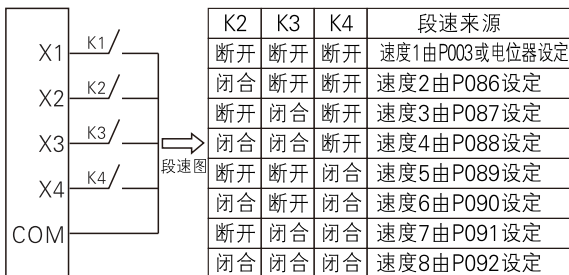 X1 K1
X2 K2
X3 K3
X4 K4
COM
段速图
K2 K3 K4 段速来源
断开 断开 断开 速度1由P003或电位器设定
闭合 断开 断开 速度2由P086设定
断开 闭合 断开 速度3由P087设定
闭合 闭合 断开 速度4由P088设定
断开 断开 闭合 速度5由P089设定
闭合 断开 闭合 速度6由P090设定
断开 闭合 闭合 速度7由P091设定
闭合 闭合 闭合 速度8由P092设定